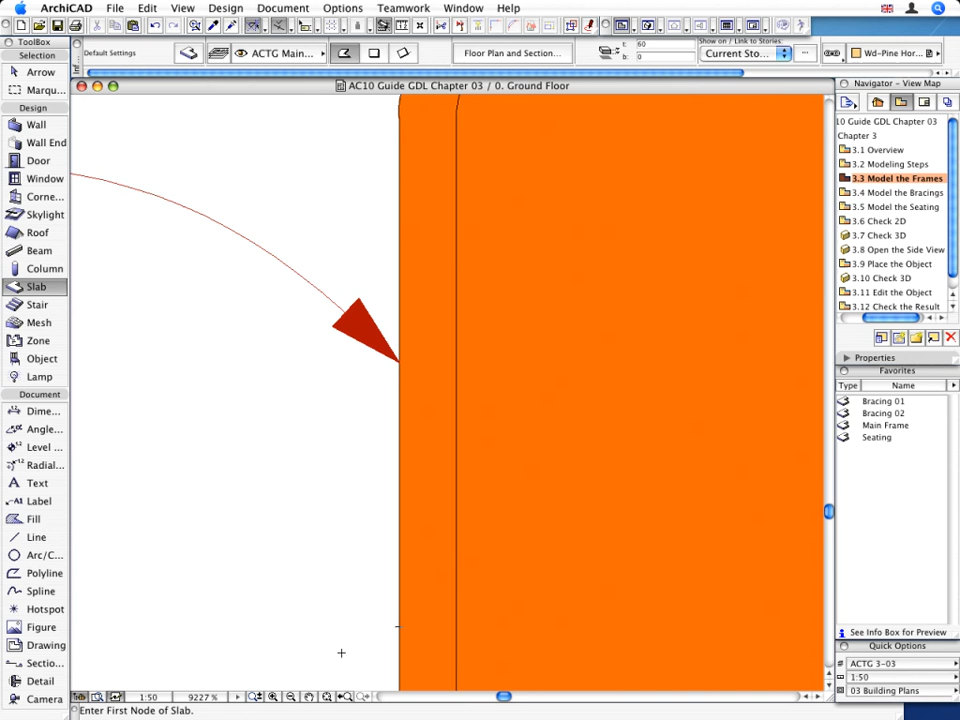 ArchiCAD File Edit View Design Document Options Teamwork Window Help
ToolBox
Selection
Arrow
Marqu...
Design
Wall
Wall End
Door
Window
Corne...
Skylight
Roof
Beam
Column
Slab
Stair
Mesh
Zone
Object
Lamp
Document
Dime...
Angle...
Level ...
Radial...
Text
Label
Fill
Line
Arc/C...
Polyline
Spline
Hotspot
Figure
Drawing
Sectio...
Detail
Camera
Default Settings
ACTG Main...
Floor Plan and Section...
t: 60
b: 0
Show on / Link to Stories:
Current Sto...
...
Wd-Pine Hor...
AC10 Guide GDL Chapter 03 / 0. Ground Floor
1:50
9227 %
Enter First Node of Slab.
Navigator - View Map
10 Guide GDL Chapter 03
Chapter 3
3.1 Overview
3.2 Modeling Steps
3.3 Model the Frames
3.4 Model the Bracings
3.5 Model the Seating
3.6 Check 2D
3.7 Check 3D
3.8 Open the Side View
3.9 Place the Object
3.10 Check 3D
3.11 Edit the Object
3.12 Check the Result
Properties
Favorites
Type Name
Bracing 01
Bracing 02
Main Frame
Seating
See Info Box for Preview
Quick Options
ACTG 3-03
1:50
03 Building Plans